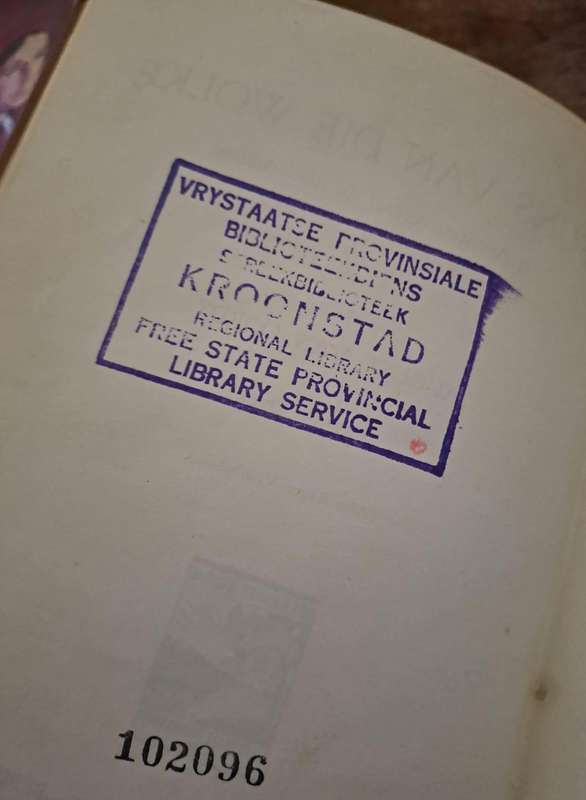 VRYSTAATSE PROVINSIALE
BIBLIOTEEKDIENS
STREEKBIBLIOTEEK
KROONSTAD
REGIONAL LIBRARY
FREE STATE PROVINCIAL
LIBRARY SERVICE
102096